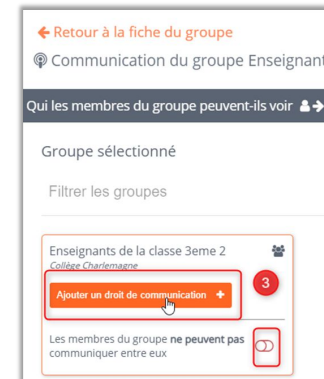 Retour à la fiche du groupe
Communication du groupe Enseignant
Qui les membres du groupe peuvent-ils voir
Groupe sélectionné
Filtrer les groupes
Enseignants de la classe 3eme 2
Collège Charlemagne
Ajouter un droit de communication +
3
Les membres du groupe ne peuvent pas
communiquer entre eux